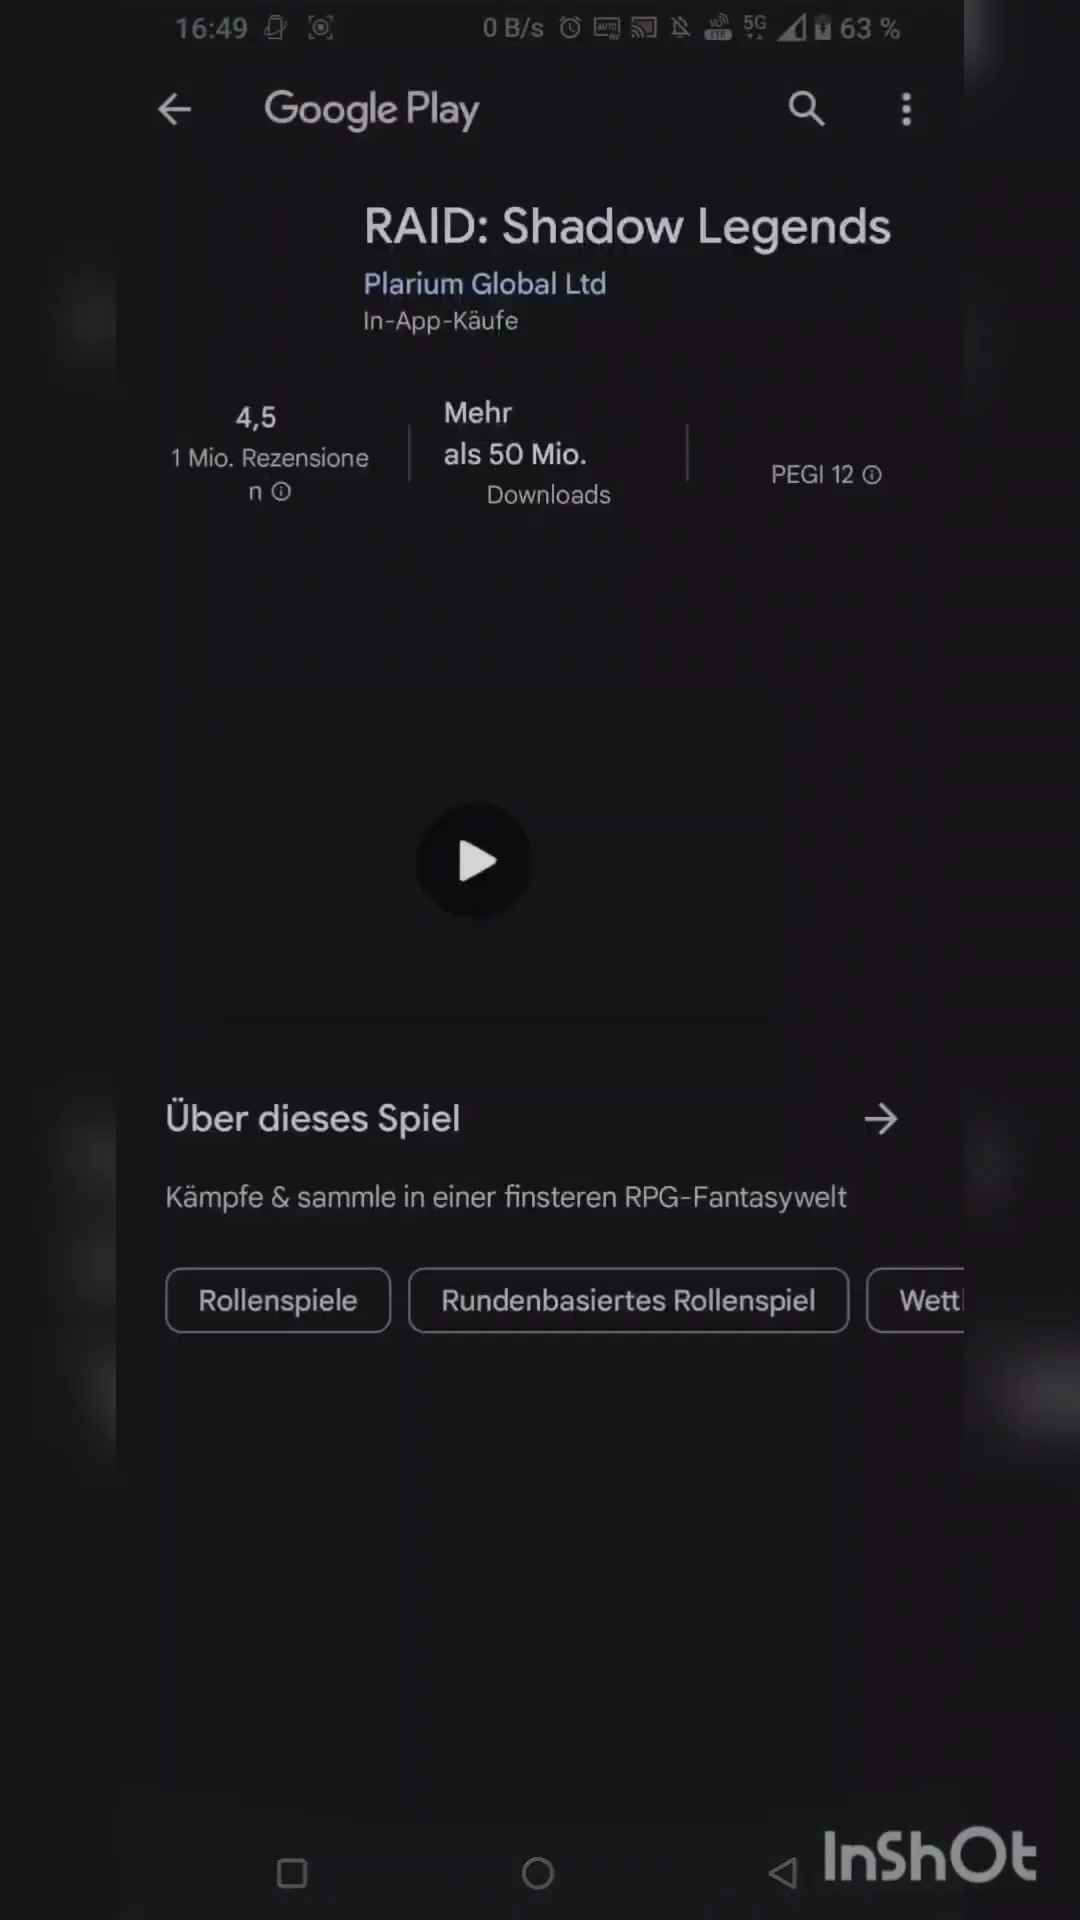 16:49 0 B/s 5G 63 %
Google Play
RAID: Shadow Legends
Plarium Global Ltd
In-App-Käufe
4,5
1 Mio. Rezensione
n
Mehr
als 50 Mio.
Downloads
PEGI 12
Über dieses Spiel
Kämpfe & sammle in einer finsteren RPG-Fantasywelt
Rollenspiele Rundenbasiertes Rollenspiel Wett
InShOt